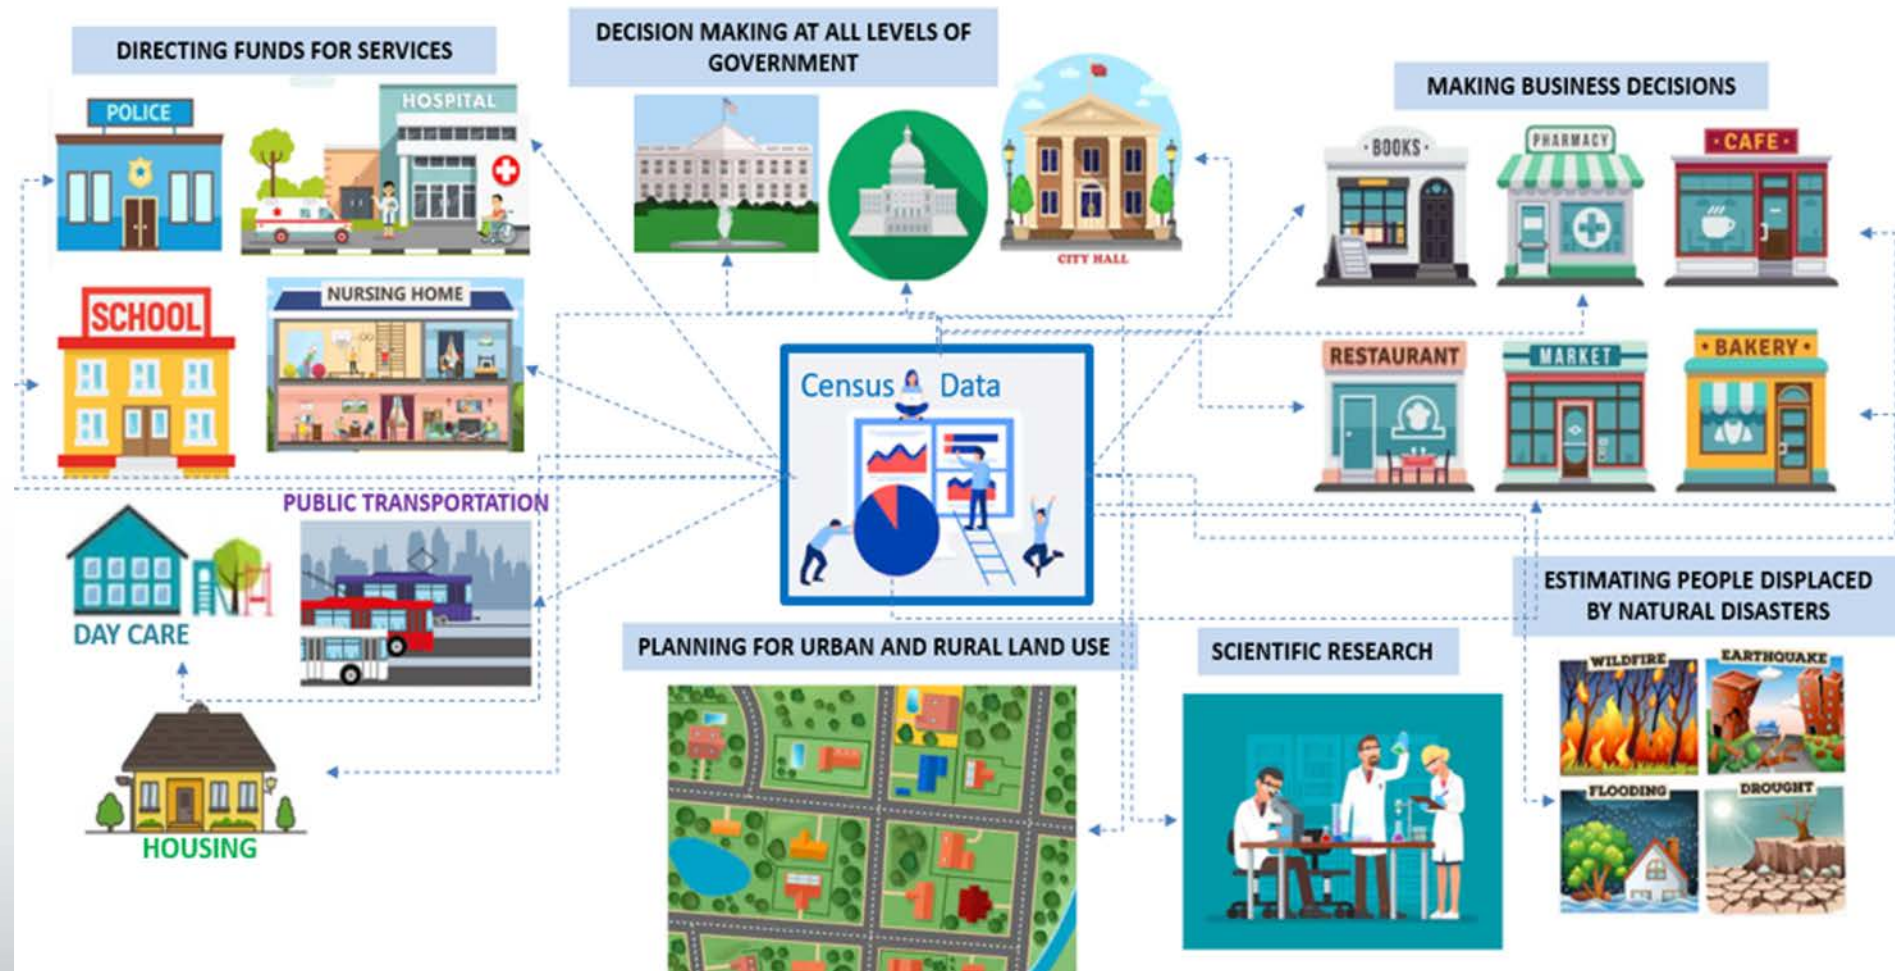 DIRECTING FUNDS FOR SERVICES
POLICE
HOSPITAL
SCHOOL
NURSING HOME
PUBLIC TRANSPORTATION
DAY CARE
HOUSING
DECISION MAKING AT ALL LEVELS OF
GOVERNMENT
CITY HALL
MAKING BUSINESS DECISIONS
BOOKS
PHARMACY
CAFE
RESTAURANT
MARKET
BAKERY
Census Data
PLANNING FOR URBAN AND RURAL LAND USE
SCIENTIFIC RESEARCH
ESTIMATING PEOPLE DISPLACED
BY NATURAL DISASTERS
WILDFIRE
EARTHQUAKE
FLOODING
DROUGHT